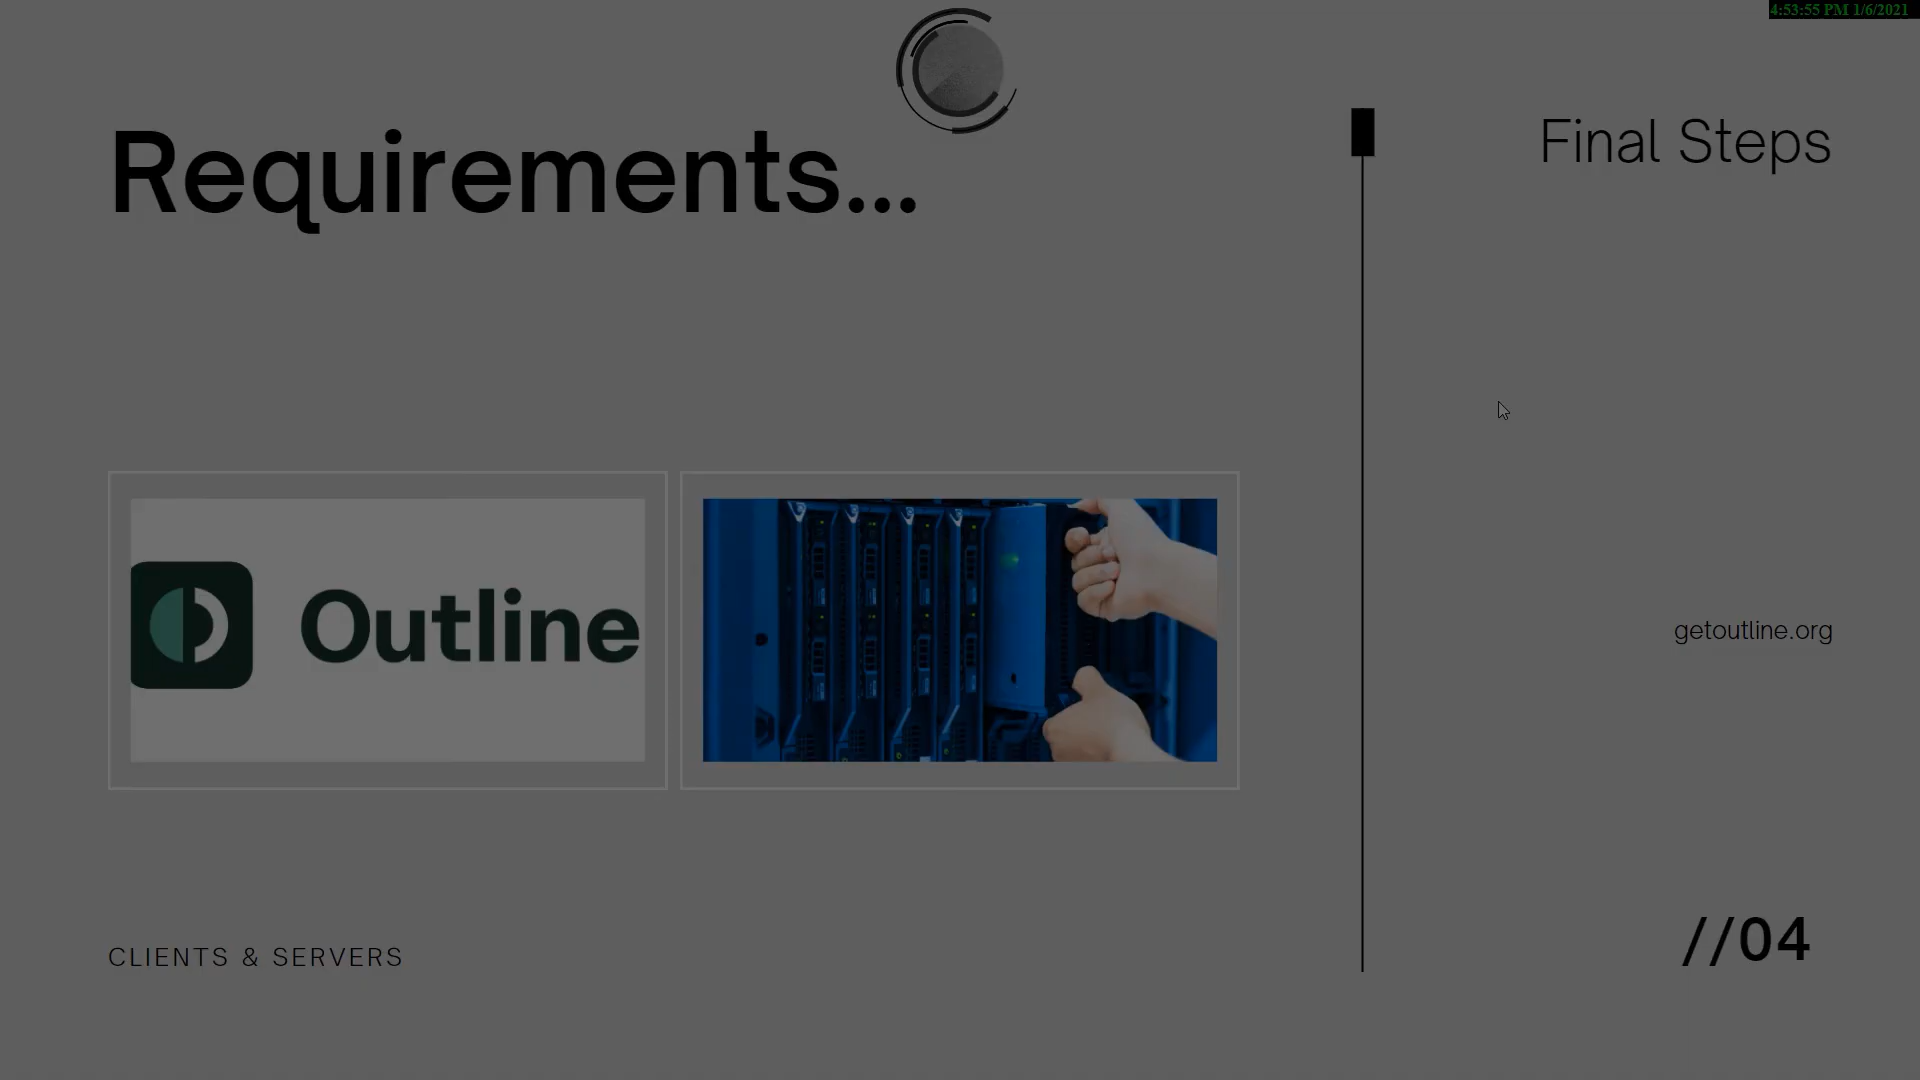 4:53:55 PM 1/6/2021
Requirements...
Final Steps
Outline
getoutline.org
CLIENTS & SERVERS
//04